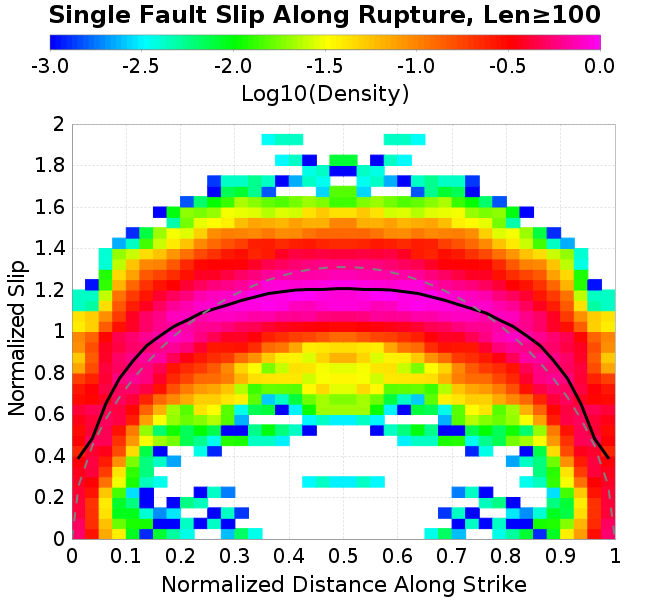 Single Fault Slip Along Rupture, Len≥100
-3.0 -2.5 -2.0 -1.5 -1.0 -0.5 0.0
Log10(Density)
2
1.8
1.6
1.4
1.2
1
0.8
0.6
0.4
0.2
0
Normalized Slip
0 0.1 0.2 0.3 0.4 0.5 0.6 0.7 0.8 0.9 1
Normalized Distance Along Strike